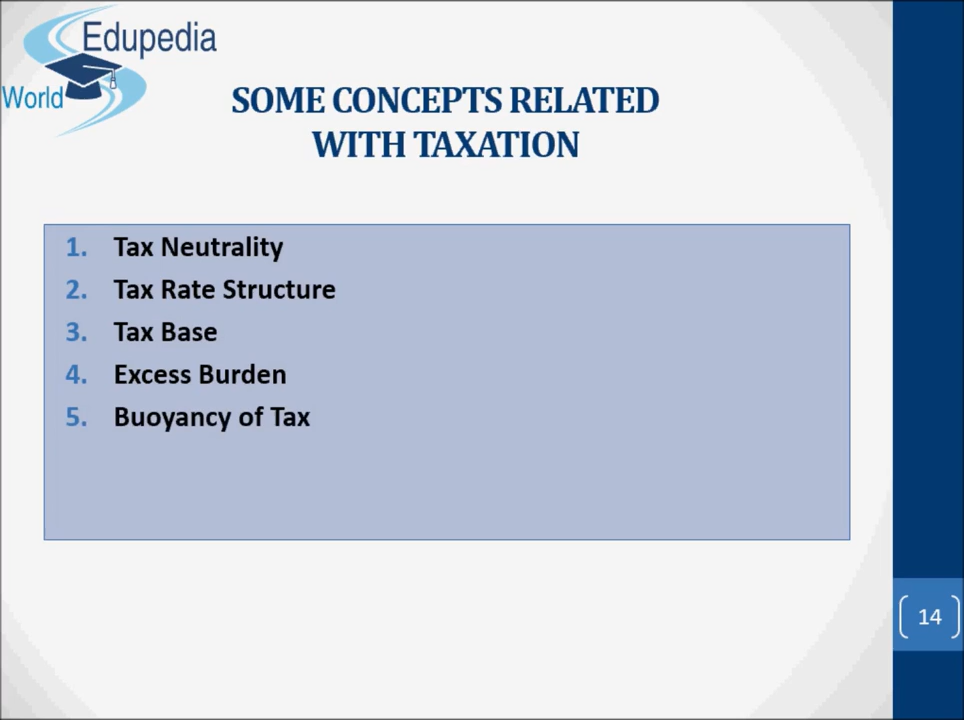 Edupedia
World
SOME CONCEPTS RELATED
WITH TAXATION
1. Tax Neutrality
2. Tax Rate Structure
3. Tax Base
4. Excess Burden
5. Buoyancy of Tax
14